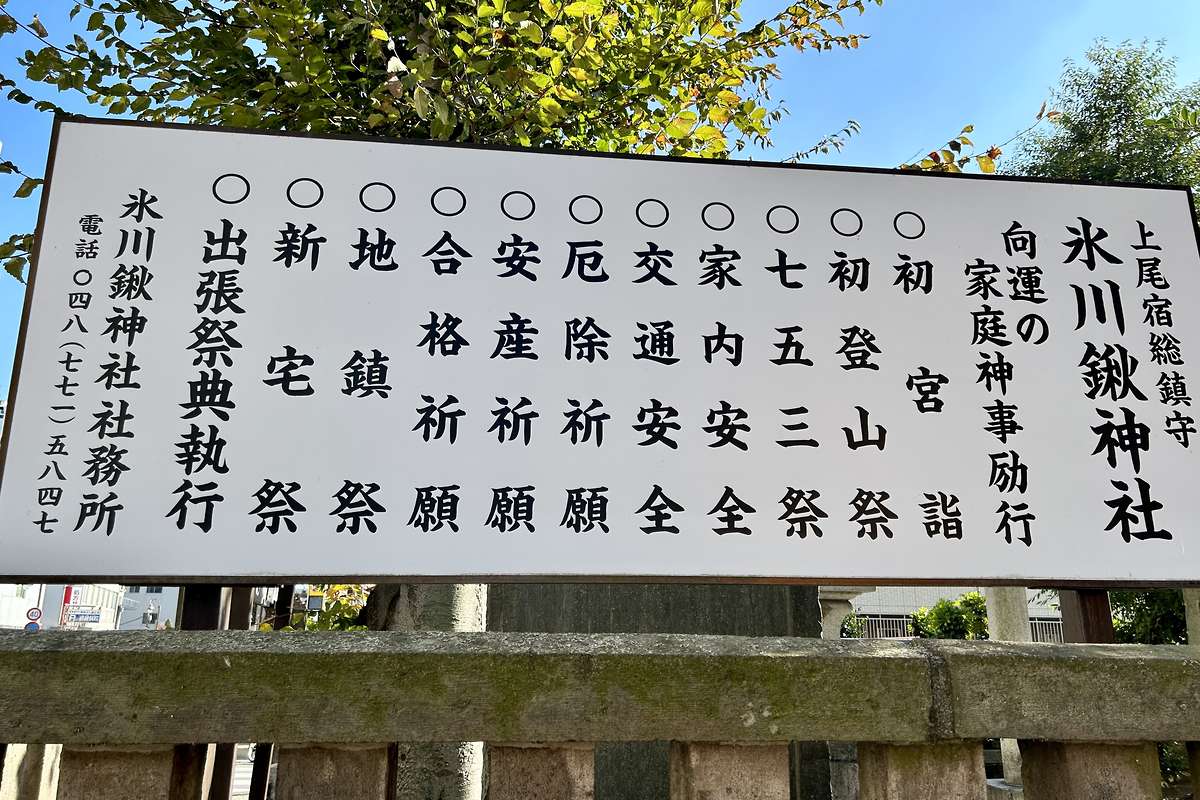 上尾宿総鎮守
氷川鍬神社
向運の
家庭神事励行
○初宮詣
○初登山祭
○七五三祭
○家内安全
○交通安全
○厄除祈願
○安産祈願
○合格祈願
○地鎮祭
○新宅祭
○出張祭典執行
氷川鍬神社社務所
電話〇四八(七七一)五八四七
40